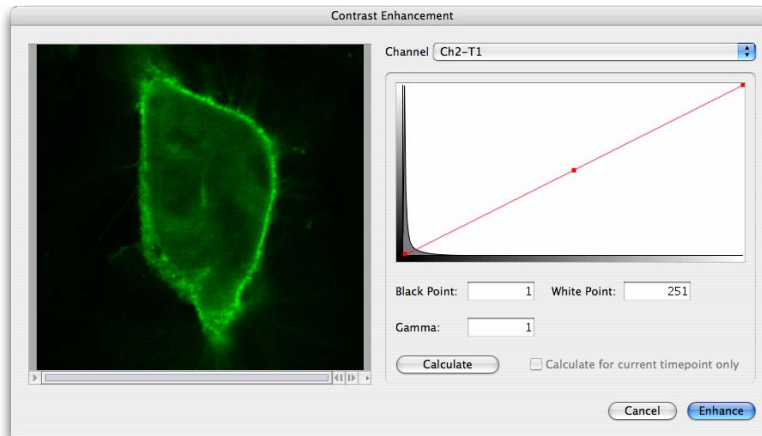 Contrast Enhancement
Channel Ch2-T1
Black Point: 1 White Point: 251
Gamma: 1
Calculate Calculate for current timepoint only
Cancel Enhance